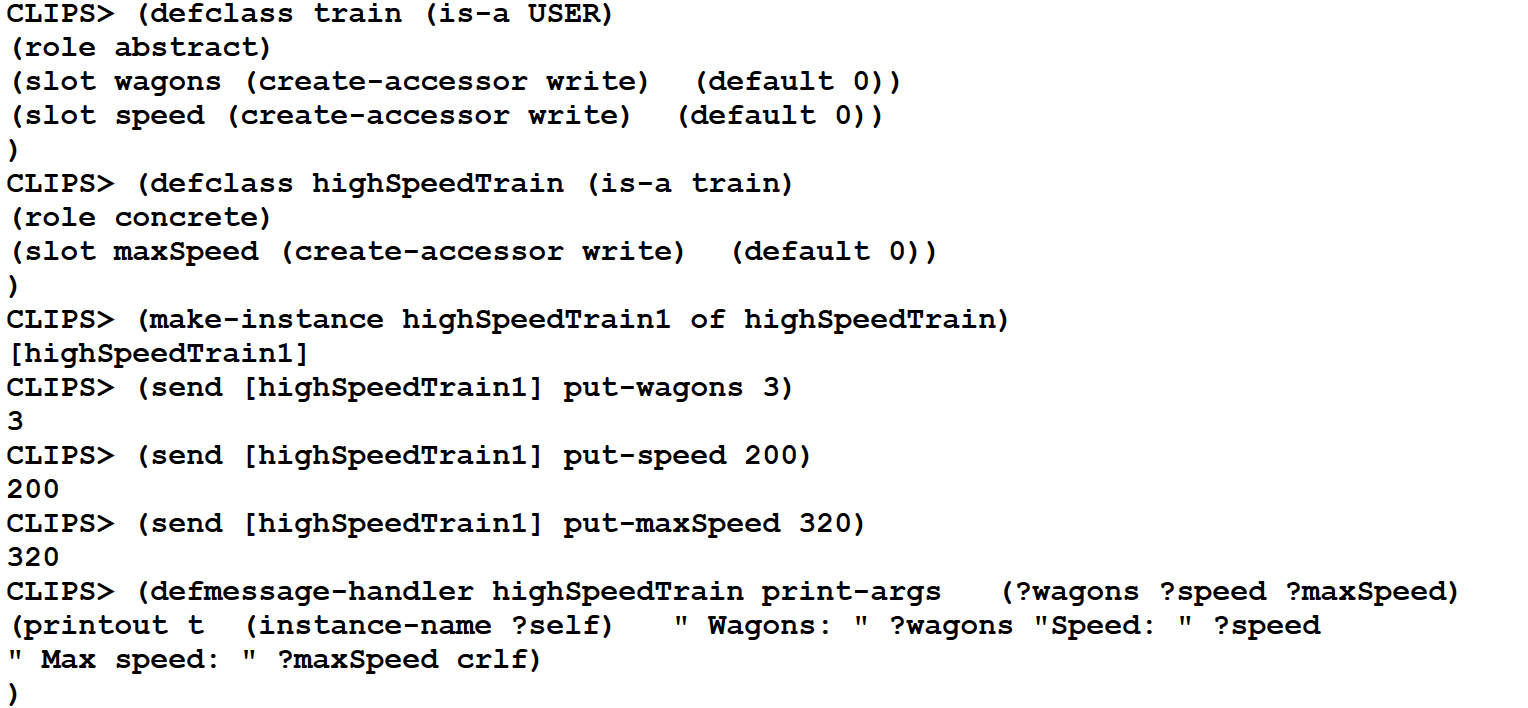 CLIPS> (defclass train (is-a USER)
(role abstract)
(slot wagons (create-accessor write)  (default 0))
(slot speed (create-accessor write)  (default 0))
)
CLIPS> (defclass highSpeedTrain (is-a train)
(role concrete)
(slot maxSpeed (create-accessor write)  (default 0))
)
CLIPS> (make-instance highSpeedTrain1 of highSpeedTrain)
[highSpeedTrain1]
CLIPS> (send [highSpeedTrain1] put-wagons 3)
3
CLIPS> (send [highSpeedTrain1] put-speed 200)
200
CLIPS> (send [highSpeedTrain1] put-maxSpeed 320)
320
CLIPS> (defmessage-handler highSpeedTrain print-args   (?wagons ?speed ?maxSpeed)
(printout t  (instance-name ?self)   " Wagons: " ?wagons "Speed: " ?speed
" Max speed: " ?maxSpeed crlf)
)